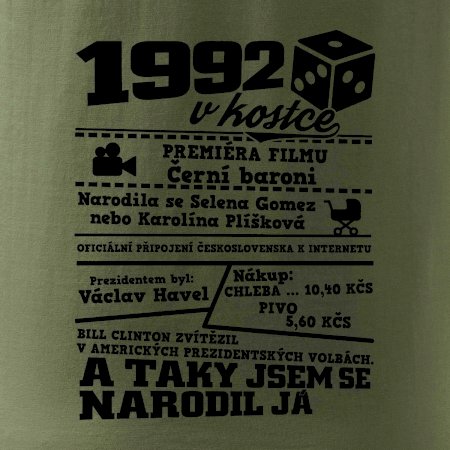 1992
v kostce
PREMIÉRA FILMU
Černí baroni
Narodila se Selena Gomez
nebo Karolína Plíšková
OFICIÁLNÍ PŘIPOJENÍ ČESKOSLOVENSKA K INTERNETU
Prezidentem byl:
Václav Havel
Nákup:
CHLEBA ... 10,40 KČS
PIVO
5,60 KČS
BILL CLINTON ZVÍTĚZIL
V AMERICKÝCH PREZIDENTSKÝCH VOLBÁCH.
A TAKY JSEM SE
NARODIL JÁ